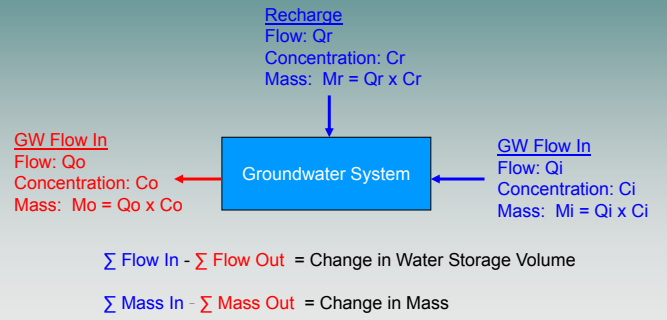 Recharge
Flow: Qr
Concentration: Cr
Mass: Mr = Qr x Cr
GW Flow In
Flow: Qo
Concentration: Co
Mass: Mo = Qo x Co
Groundwater System
GW Flow In
Flow: Qi
Concentration: Ci
Mass: Mi = Qi x Ci
∑ Flow In - ∑ Flow Out = Change in Water Storage Volume
∑ Mass In - ∑ Mass Out = Change in Mass